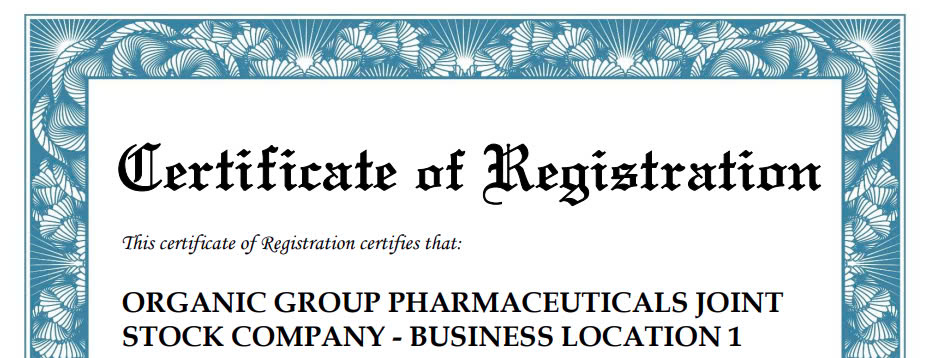 Certificate of Registration
This certificate of Registration certifies that:
ORGANIC GROUP PHARMACEUTICALS JOINT
STOCK COMPANY - BUSINESS LOCATION 1